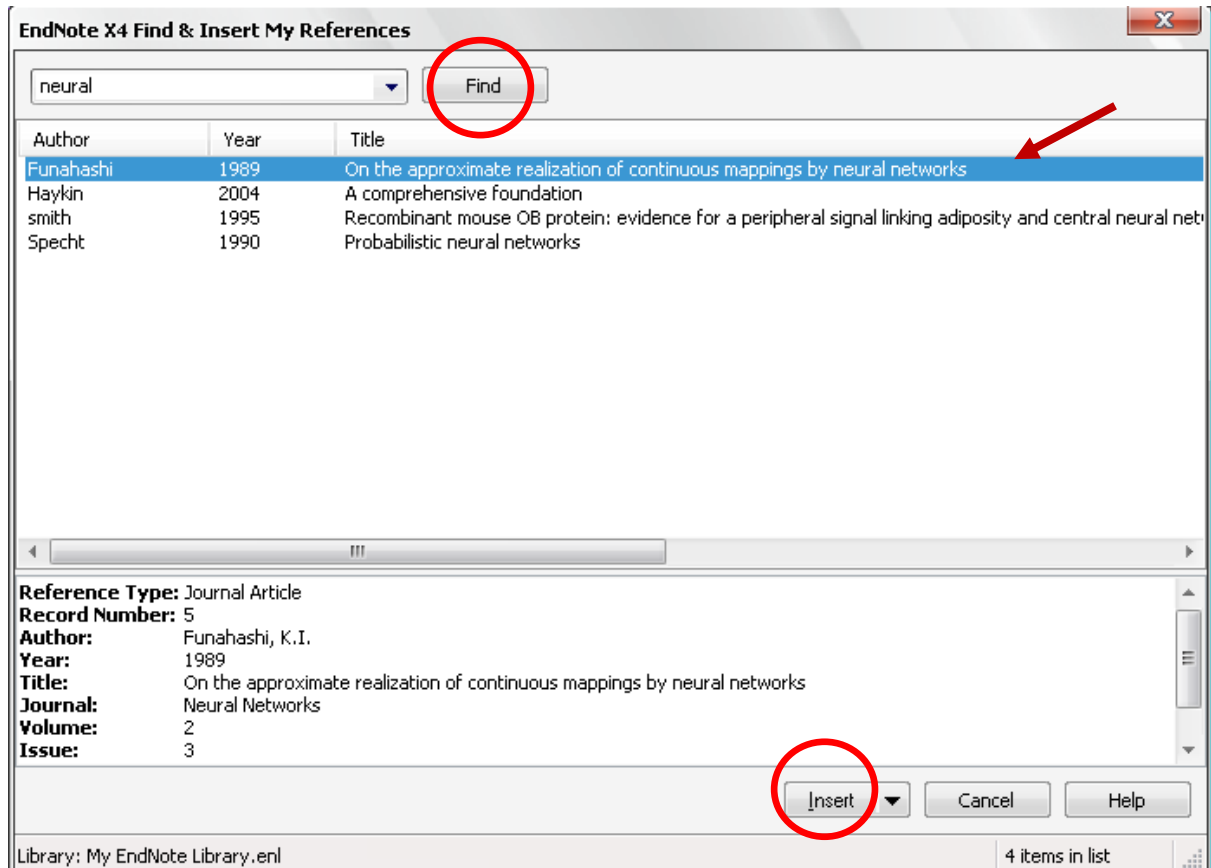 EndNote X4 Find & Insert My References
neural
Find
Author Year Title
Funahashi 1989 On the approximate realization of continuous mappings by neural networks
Haykin 2004 A comprehensive foundation
smith 1995 Recombinant mouse OB protein: evidence for a peripheral signal linking adiposity and central neural net
Specht 1990 Probabilistic neural networks
Reference Type: Journal Article
Record Number: 5
Author: Funahashi, K.I.
Year: 1989
Title: On the approximate realization of continuous mappings by neural networks
Journal: Neural Networks
Volume: 2
Issue: 3
Insert Cancel Help
Library: My EndNote Library.enl 4 items in list